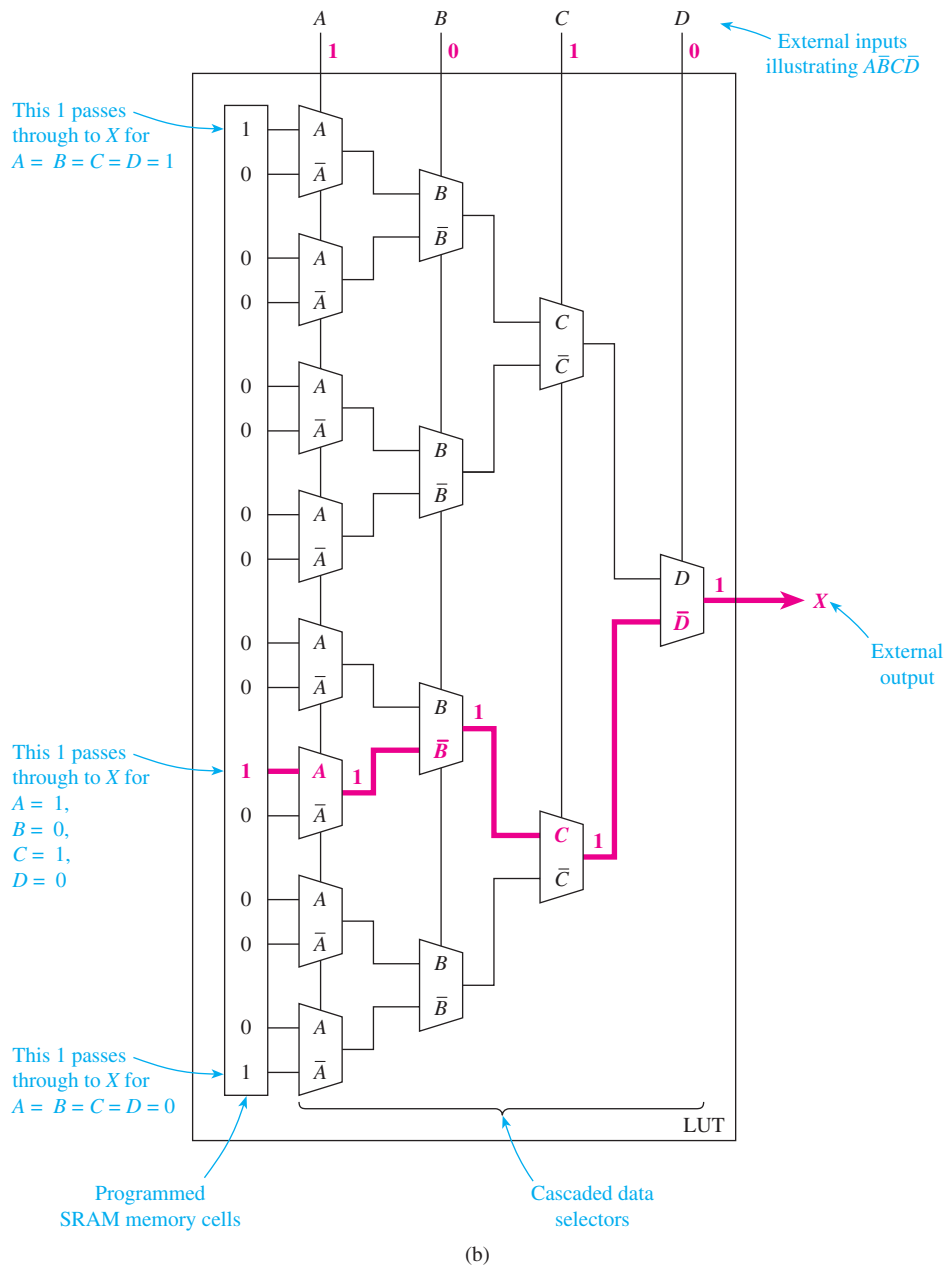 A B C D
1 0 1 0
External inputs
illustrating AB̅CD̅
This 1 passes
through to X for
A = B = C = D = 1
1 A
0 A̅
B
B̅
0 A
0 A̅
C
C̅
0 A
0 A̅
B
B̅
0 A
0 A̅
D 1
D̅ X
External
output
0 A
0 A̅
B 1
B̅
This 1 passes
through to X for
A = 1,
B = 0,
C = 1,
D = 0
1 A 1
0 A̅
C 1
C̅
0 A
0 A̅
B
B̅
0 A
1 A̅
This 1 passes
through to X for
A = B = C = D = 0
LUT
Programmed
SRAM memory cells
Cascaded data
selectors
(b)